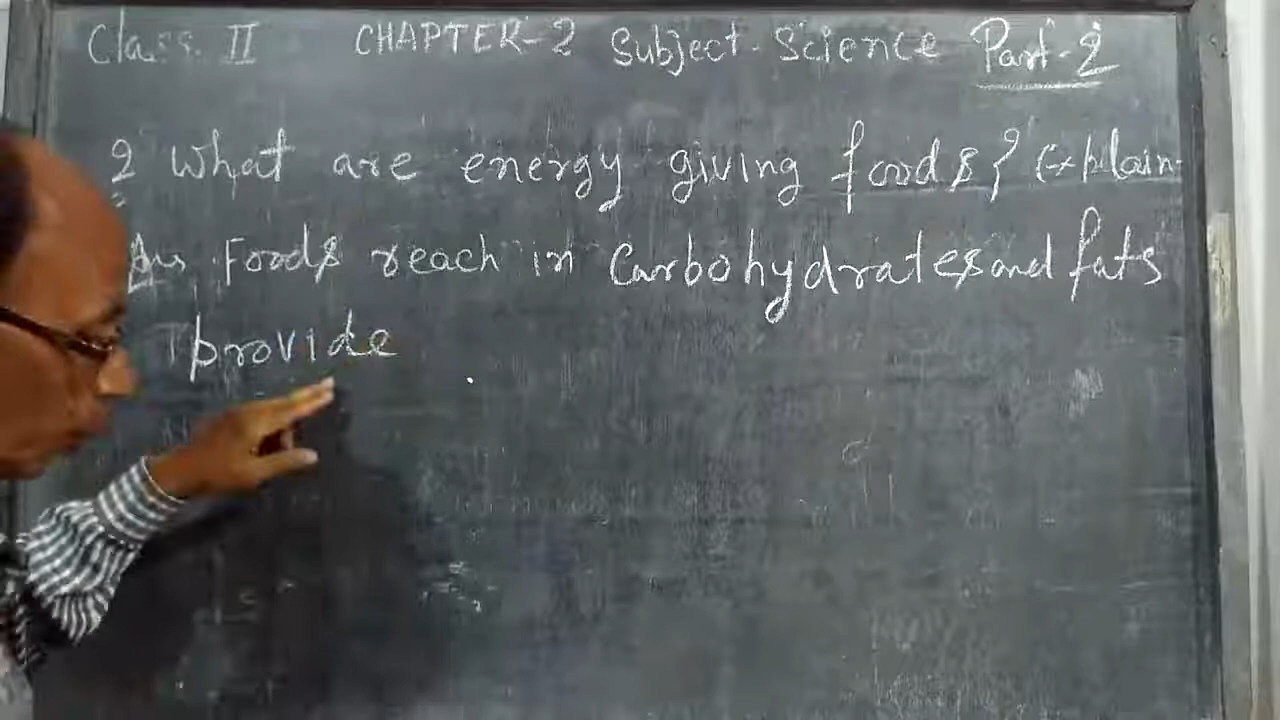 Class II CHAPTER-2 Subject-Science Part-2
2 What are energy giving foods? Explain-
Ans. Foods reach in Carbohydrates and fats
provide